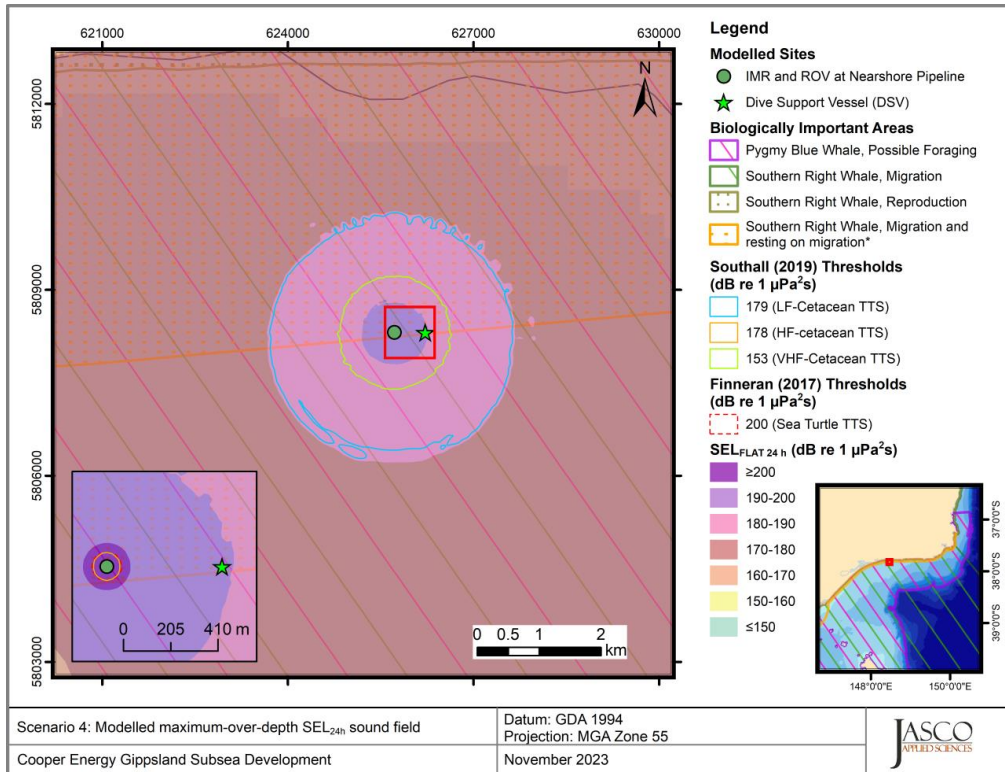 621000
624000
627000
630000
5812000
5809000
5806000
5803000
N
0 205 410 m
0 0.5 1 2
km
Legend
Modelled Sites
IMR and ROV at Nearshore Pipeline
Dive Support Vessel (DSV)
Biologically Important Areas
Pygmy Blue Whale, Possible Foraging
Southern Right Whale, Migration
Southern Right Whale, Reproduction
Southern Right Whale, Migration and
resting on migration*
Southall (2019) Thresholds
(dB re 1 µPa²s)
179 (LF-Cetacean TTS)
178 (HF-cetacean TTS)
153 (VHF-Cetacean TTS)
Finneran (2017) Thresholds
(dB re 1 µPa²s)
200 (Sea Turtle TTS)
SELFLAT 24 h (dB re 1 µPa²s)
≥200
190-200
180-190
170-180
160-170
150-160
≤150
37°0'0"S
38°0'0"S
39°0'0"S
148°0'0"E 150°0'0"E
Scenario 4: Modelled maximum-over-depth SEL24h sound field
Datum: GDA 1994
Projection: MGA Zone 55
Cooper Energy Gippsland Subsea Development
November 2023
JASCO
APPLIED SCIENCES